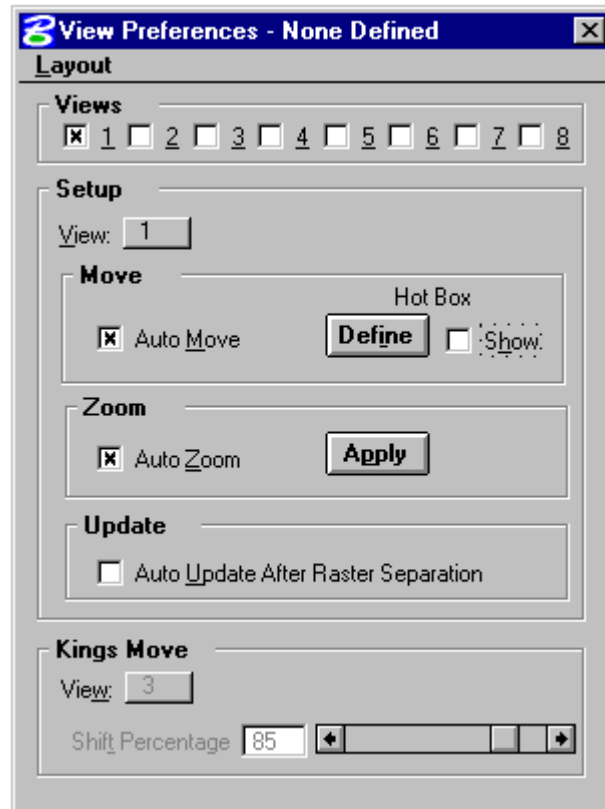 View Preferences - None Defined
Layout
Views
1 2 3 4 5 6 7 8
Setup
View: 1
Move
Hot Box
Auto Move Define Show
Zoom
Auto Zoom Apply
Update
Auto Update After Raster Separation
Kings Move
View: 3
Shift Percentage 85